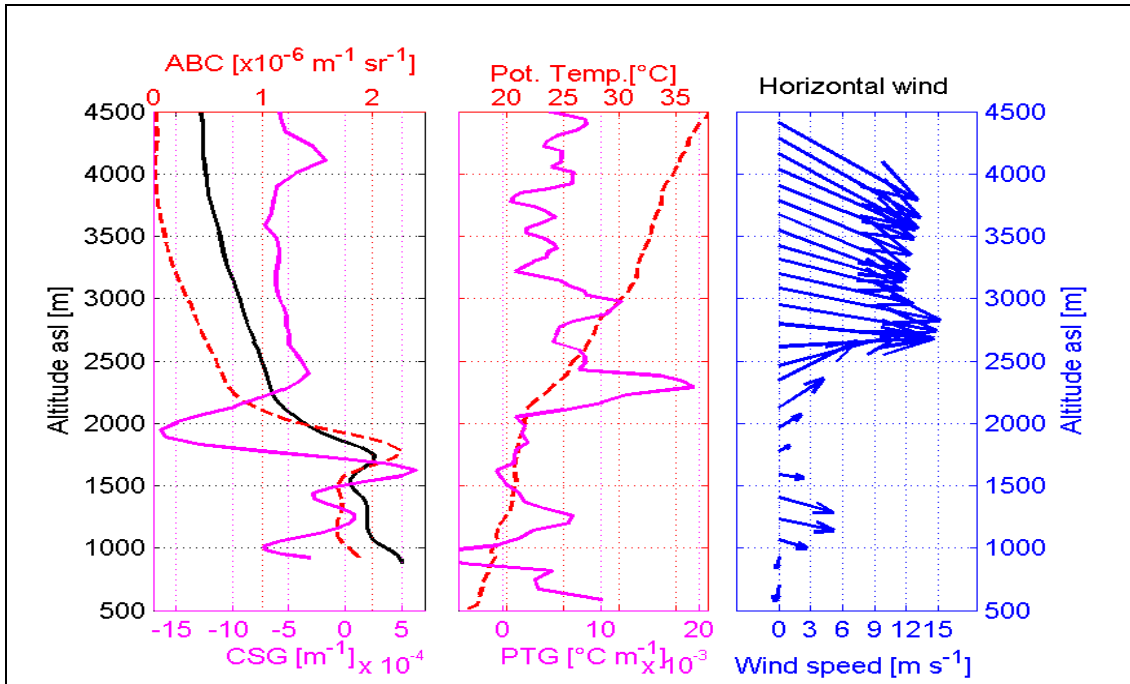 ABC [x10⁻⁶ m⁻¹ sr⁻¹]
0 1 2
Pot. Temp.[°C]
20 25 30 35
Horizontal wind
4500 4500
4000 4000
3500 3500
3000 3000
2500 2500
2000 2000
1500 1500
1000 1000
500 500
Altitude asl [m]
Altitude asl [m]
-15 -10 -5 0 5
CSG [m⁻¹] x 10⁻⁴
0 10 20
PTG [°C m⁻¹] x 10⁻³
0 3 6 9 12 15
Wind speed [m s⁻¹]